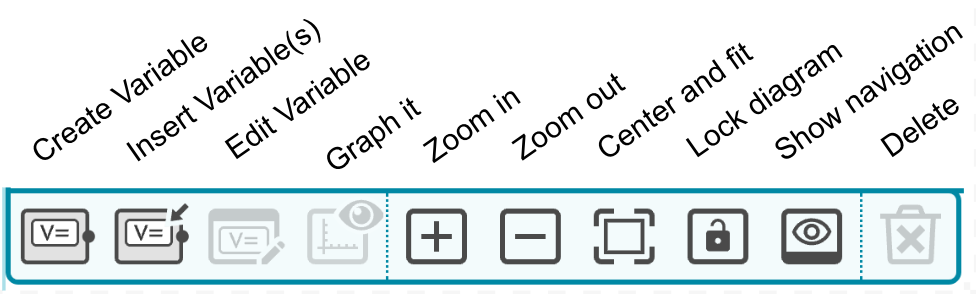 Create Variable
Insert Variable(s)
Edit Variable
Graph it
Zoom in
Zoom out
Center and fit
Lock diagram
Show navigation
Delete
V=
V=
V=